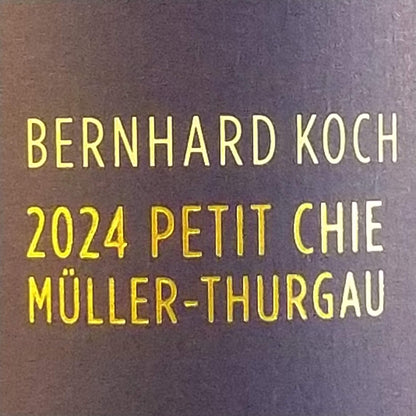 BERNHARD KOCH
2024 PETIT CHIE
MÜLLER-THURGAU